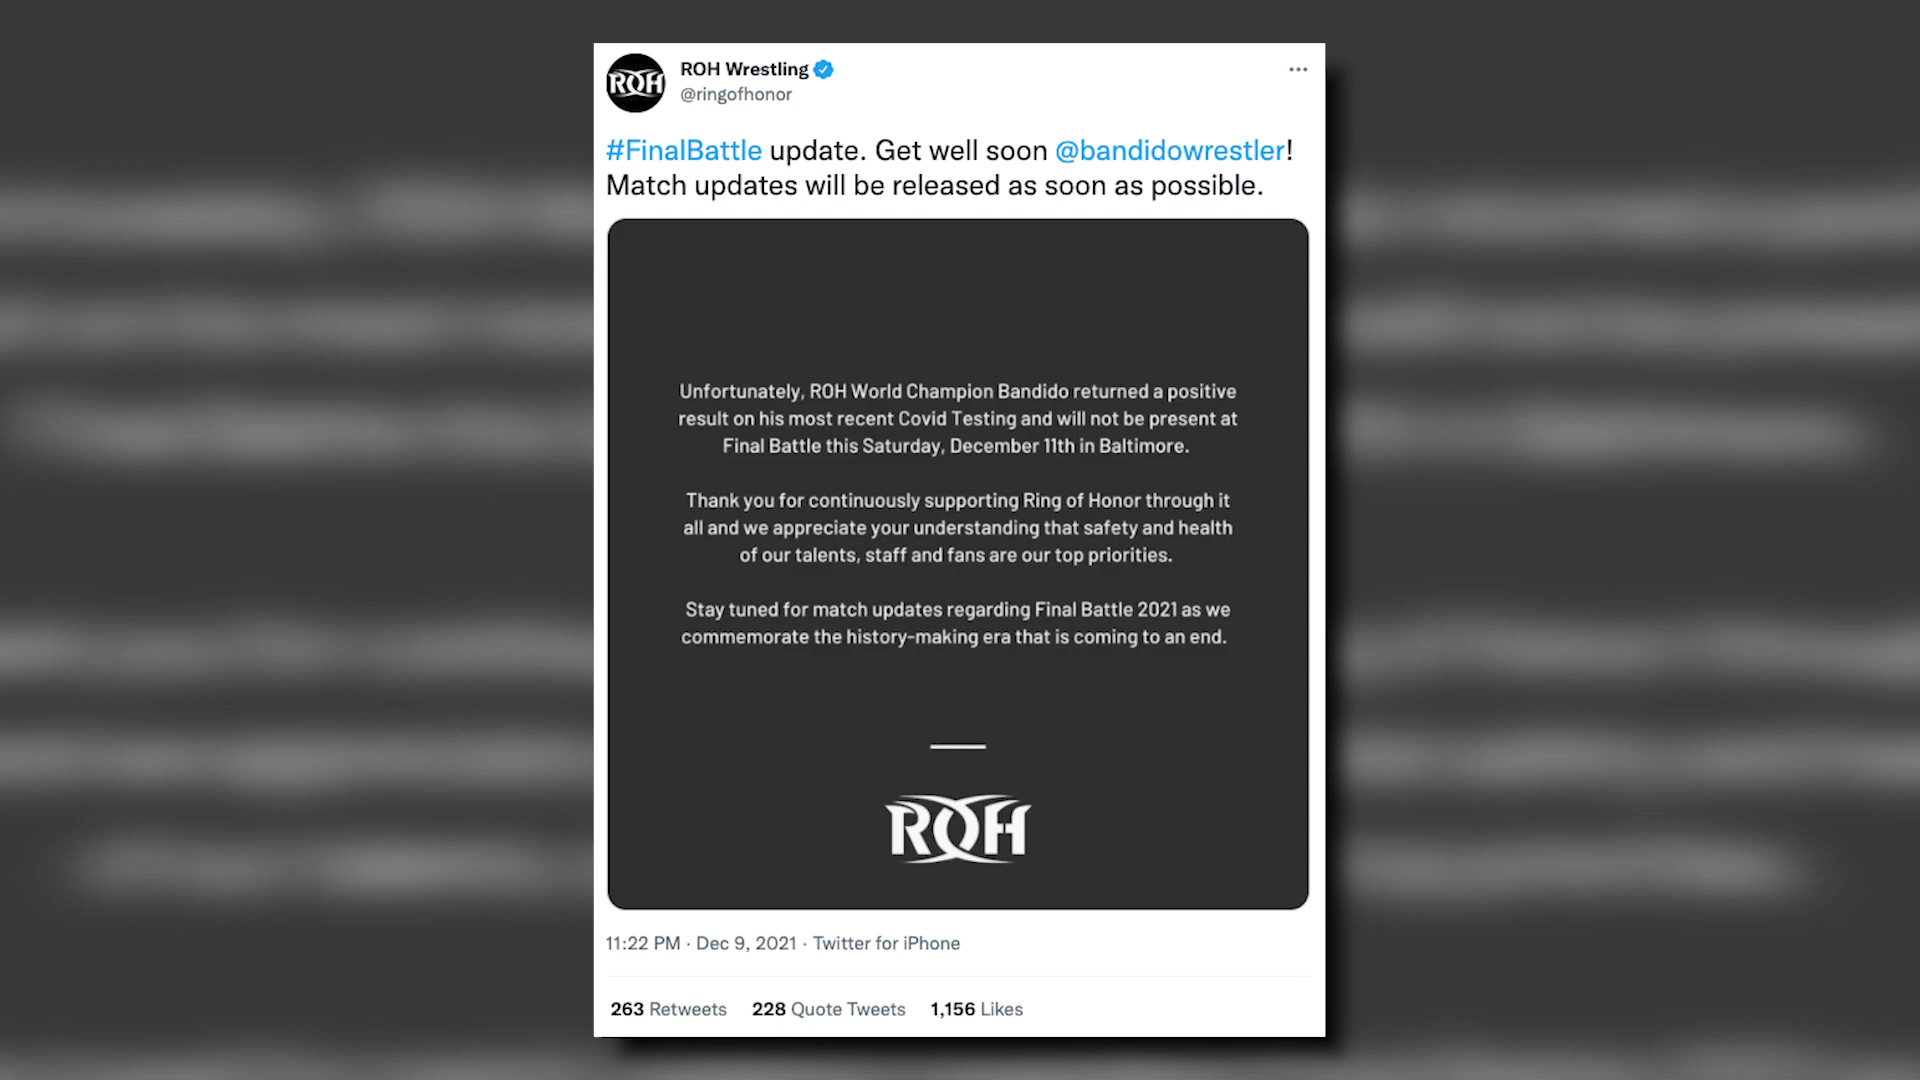 ROH
ROH Wrestling
@ringofhonor
#FinalBattle update. Get well soon @bandidowrestler!
Match updates will be released as soon as possible.
Unfortunately, ROH World Champion Bandido returned a positive
result on his most recent Covid Testing and will not be present at
Final Battle this Saturday, December 11th in Baltimore.
Thank you for continuously supporting Ring of Honor through it
all and we appreciate your understanding that safety and health
of our talents, staff and fans are our top priorities.
Stay tuned for match updates regarding Final Battle 2021 as we
commemorate the history-making era that is coming to an end.
ROH
11:22 PM · Dec 9, 2021 · Twitter for iPhone
263 Retweets 228 Quote Tweets 1,156 Likes